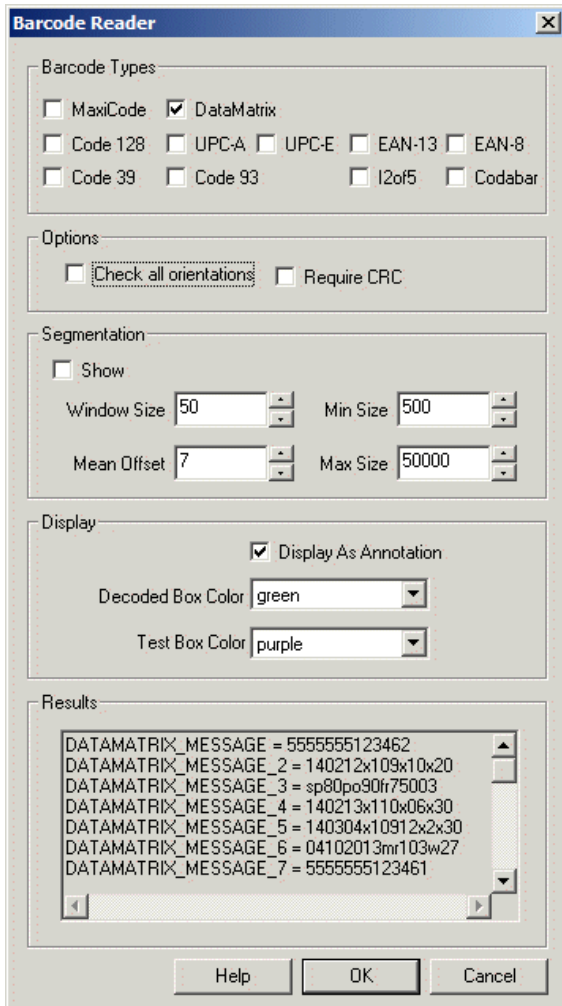 Barcode Reader
Barcode Types
MaxiCode DataMatrix
Code 128 UPC-A UPC-E EAN-13 EAN-8
Code 39 Code 93 I2of5 Codabar
Options
Check all orientations Require CRC
Segmentation
Show
Window Size 50 Min Size 500
Mean Offset 7 Max Size 50000
Display
Display As Annotation
Decoded Box Color green
Test Box Color purple
Results
DATAMATRIX_MESSAGE = 5555555123462
DATAMATRIX_MESSAGE_2 = 140212x109x10x20
DATAMATRIX_MESSAGE_3 = sp80po90fr75003
DATAMATRIX_MESSAGE_4 = 140213x110x06x30
DATAMATRIX_MESSAGE_5 = 140304x10912x2x30
DATAMATRIX_MESSAGE_6 = 04102013mr103w27
DATAMATRIX_MESSAGE_7 = 5555555123461
Help OK Cancel